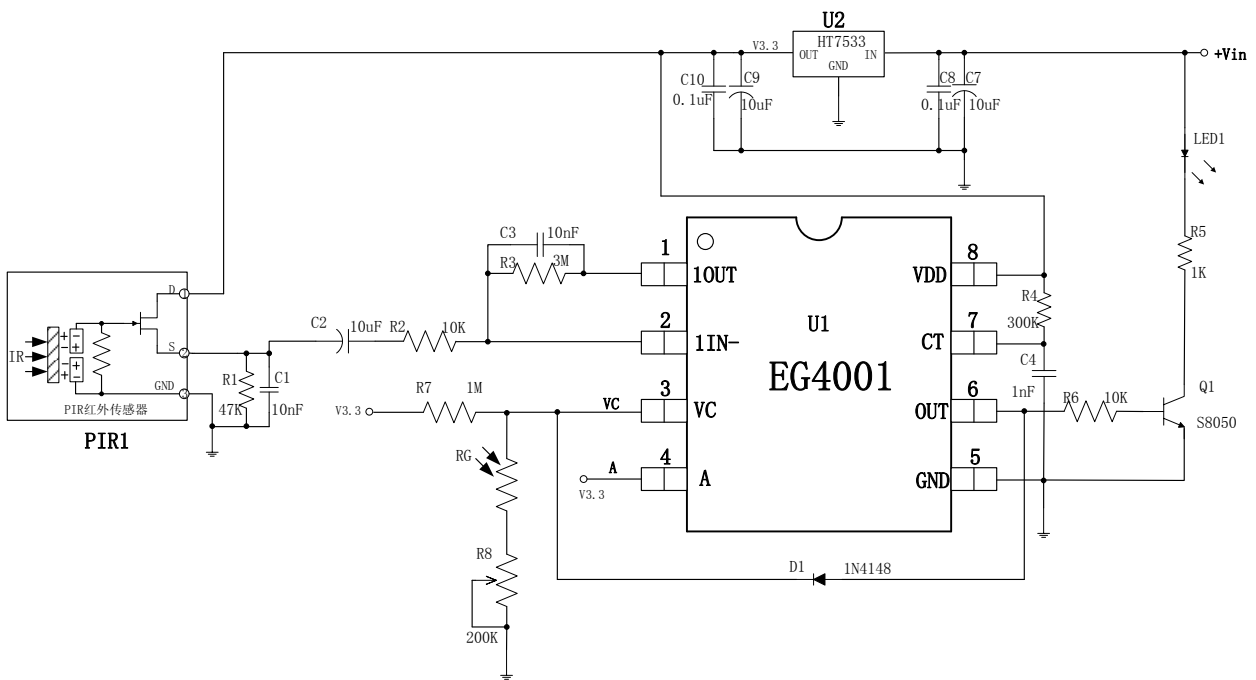 U2
HT7533
V3.3
OUT
IN
GND
+Vin
C10
0.1uF
C9
10uF
C8
0.1uF
C7
10uF
LED1
R5
1K
C3
10nF
R3
3M
1
1OUT
8
VDD
R4
300K
D
1
C2
10uF
R2
10K
2
1IN-
U1
7
CT
EG4001
C4
1nF
IR
S
2
GND
3
R1
47K
C1
10nF
PIR红外传感器
PIR1
R7
1M
V3.3
VC
3
VC
6
OUT
R6
10K
Q1
S8050
RG
A
V3.3
4
A
5
GND
R8
200K
D1
1N4148